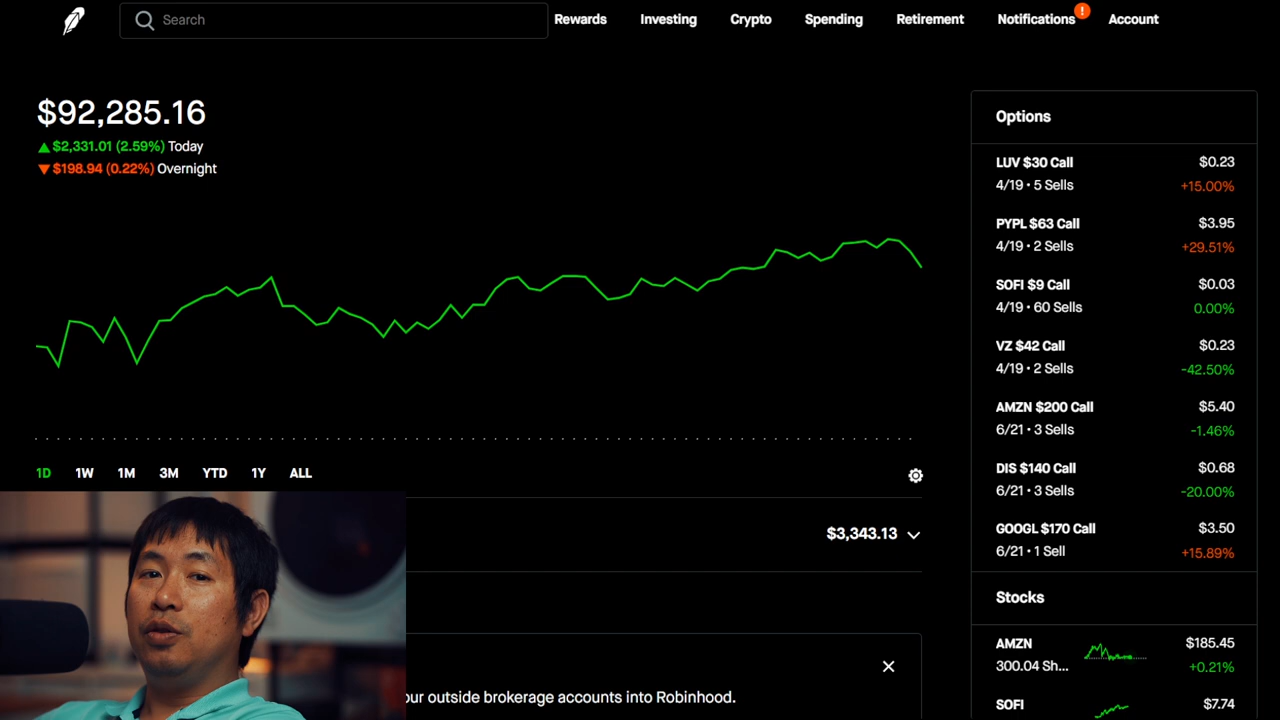 Search
Rewards
Investing
Crypto
Spending
Retirement
Notifications
!
Account
$92,285.16
▲ $2,331.01 (2.59%) Today
▼ $198.94 (0.22%) Overnight
1D 1W 1M 3M YTD 1Y ALL
$3,343.13
our outside brokerage accounts into Robinhood.
Options
LUV $30 Call $0.23
4/19 • 5 Sells +15.00%
PYPL $63 Call $3.95
4/19 • 2 Sells +29.51%
SOFI $9 Call $0.03
4/19 • 60 Sells 0.00%
VZ $42 Call $0.23
4/19 • 2 Sells -42.50%
AMZN $200 Call $5.40
6/21 • 3 Sells -1.46%
DIS $140 Call $0.68
6/21 • 3 Sells -20.00%
GOOGL $170 Call $3.50
6/21 • 1 Sell +15.89%
Stocks
AMZN $185.45
300.04 Sh... +0.21%
SOFI $7.74